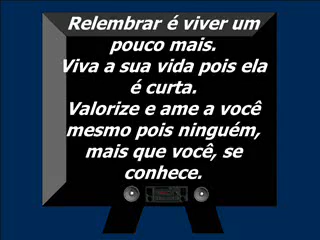 Relembrar é viver um
pouco mais.
Viva a sua vida pois ela
é curta.
Valorize e ame a você
mesmo pois ninguém,
mais que você, se
conhece.